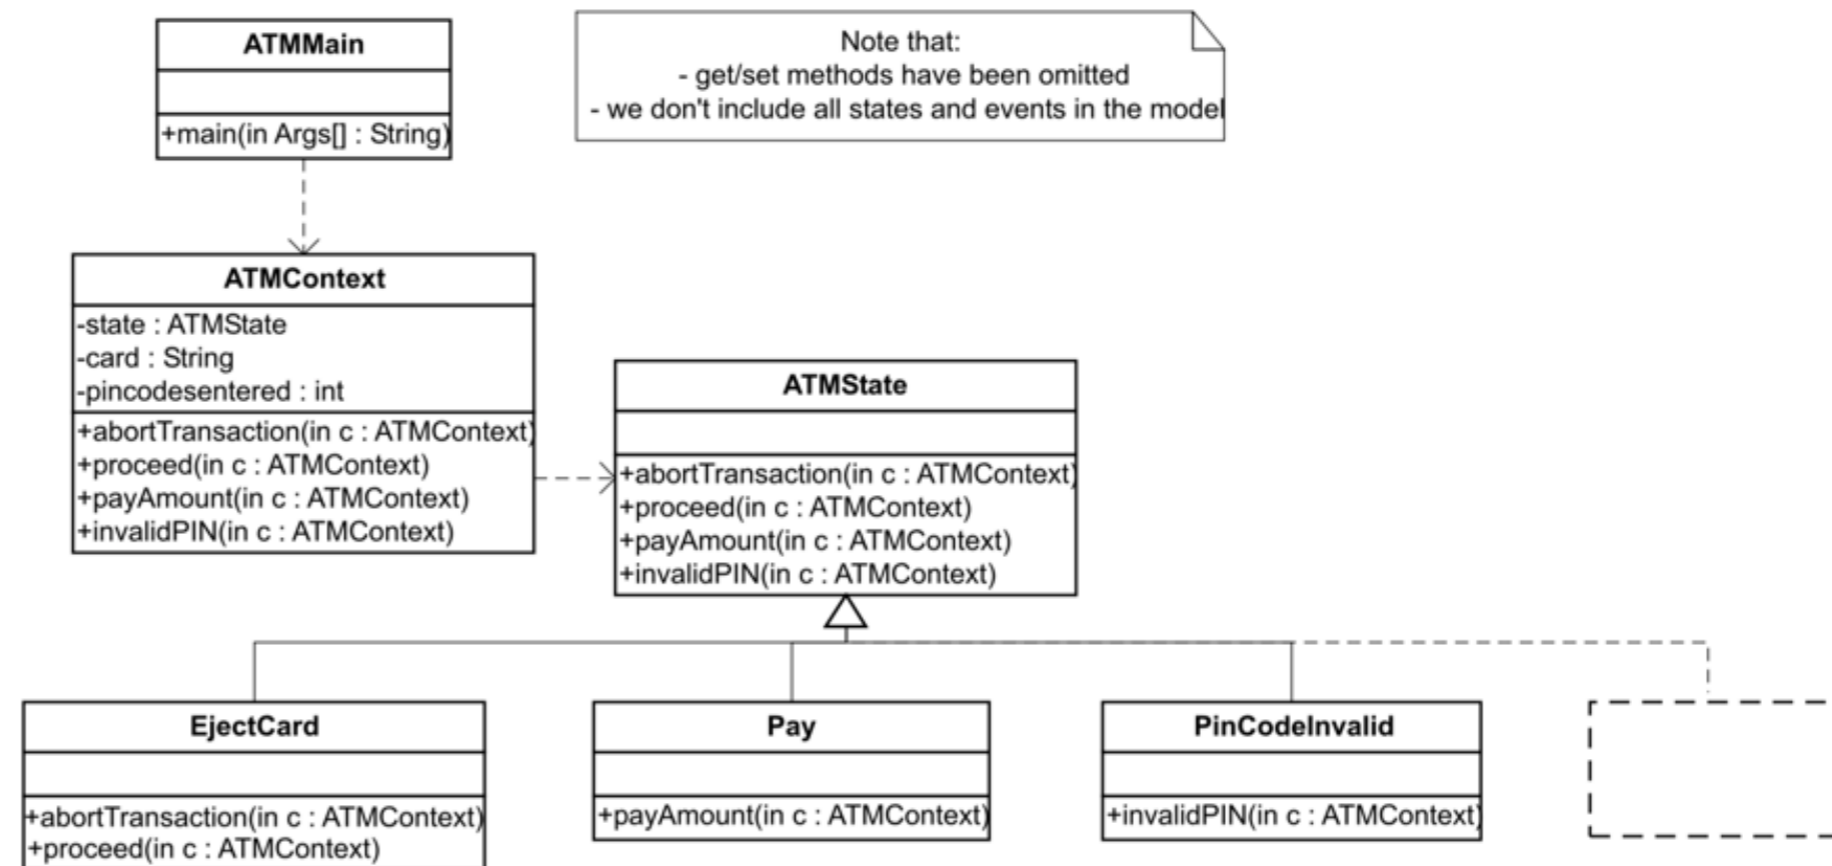 ATMMain
+main(in Args[] : String)
Note that:
- get/set methods have been omitted
- we don't include all states and events in the model
ATMContext
-state : ATMState
-card : String
-pincodesentered : int
+abortTransaction(in c : ATMContext)
+proceed(in c : ATMContext)
+payAmount(in c : ATMContext)
+invalidPIN(in c : ATMContext)
ATMState
+abortTransaction(in c : ATMContext)
+proceed(in c : ATMContext)
+payAmount(in c : ATMContext)
+invalidPIN(in c : ATMContext)
EjectCard
+abortTransaction(in c : ATMContext)
+proceed(in c : ATMContext)
Pay
+payAmount(in c : ATMContext)
PinCodeInvalid
+invalidPIN(in c : ATMContext)